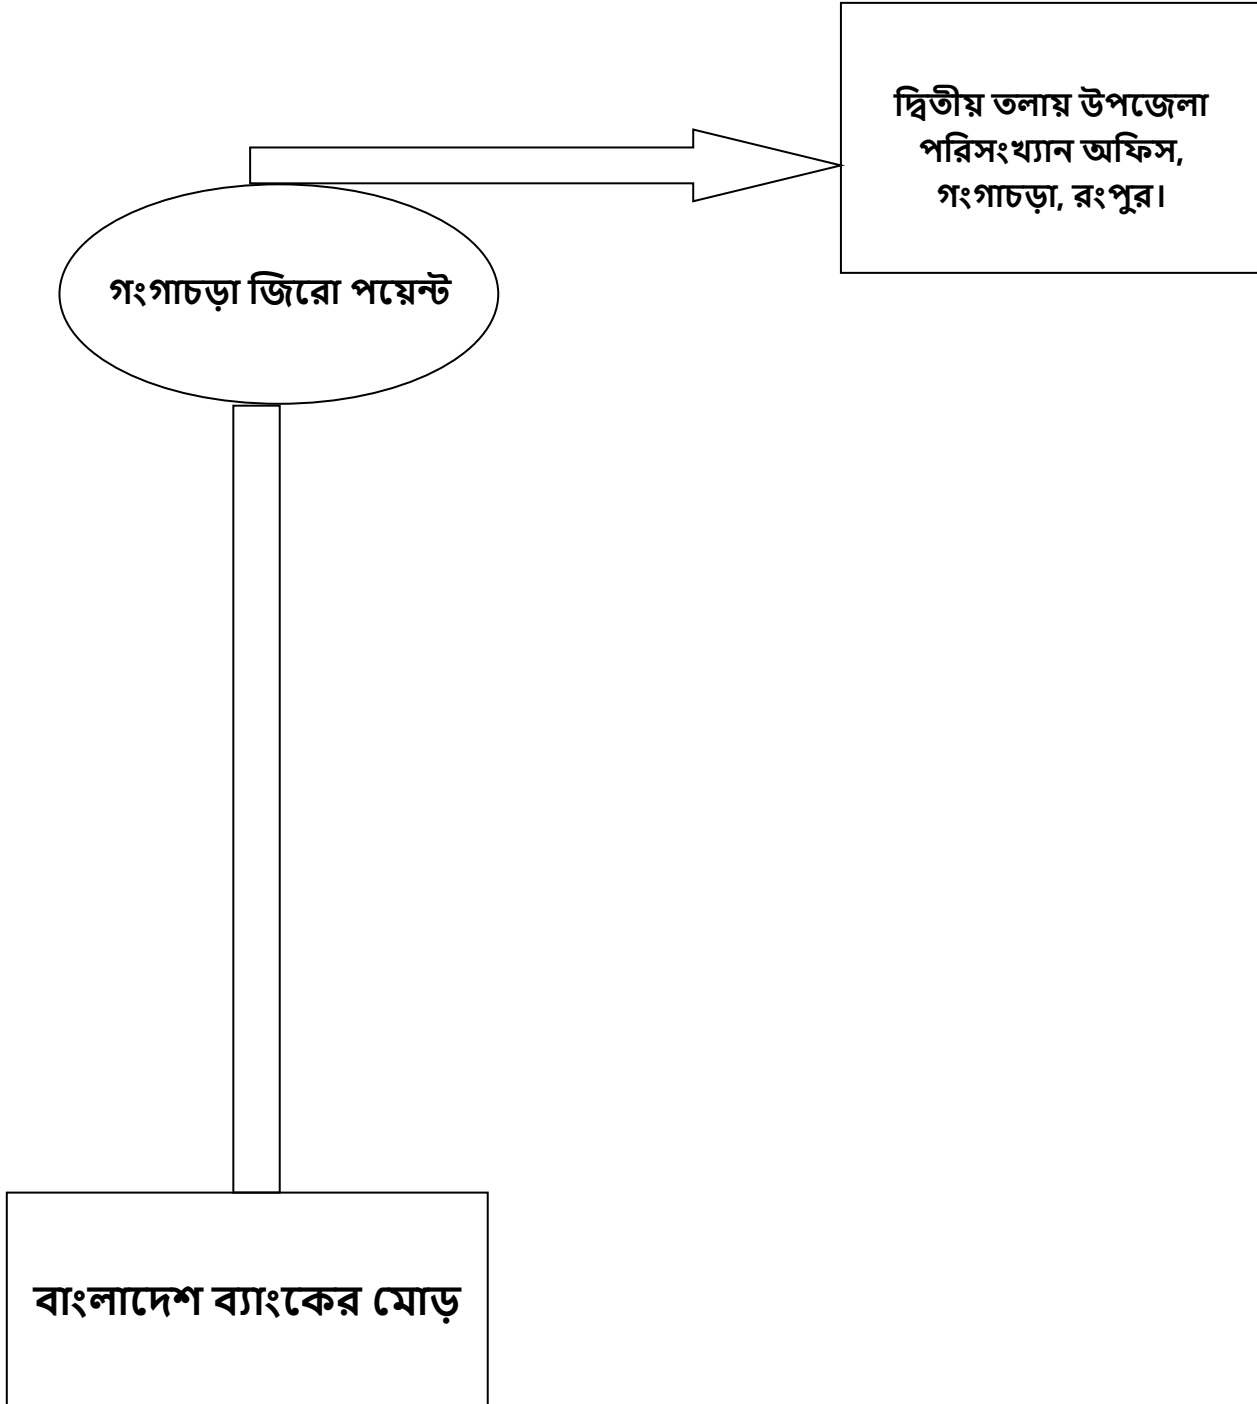 দ্বিতীয় তলায় উপজেলা
পরিসংখ্যান অফিস,
গংগাচড়া, রংপুর।
গংগাচড়া জিরো পয়েন্ট
বাংলাদেশ ব্যাংকের মোড়